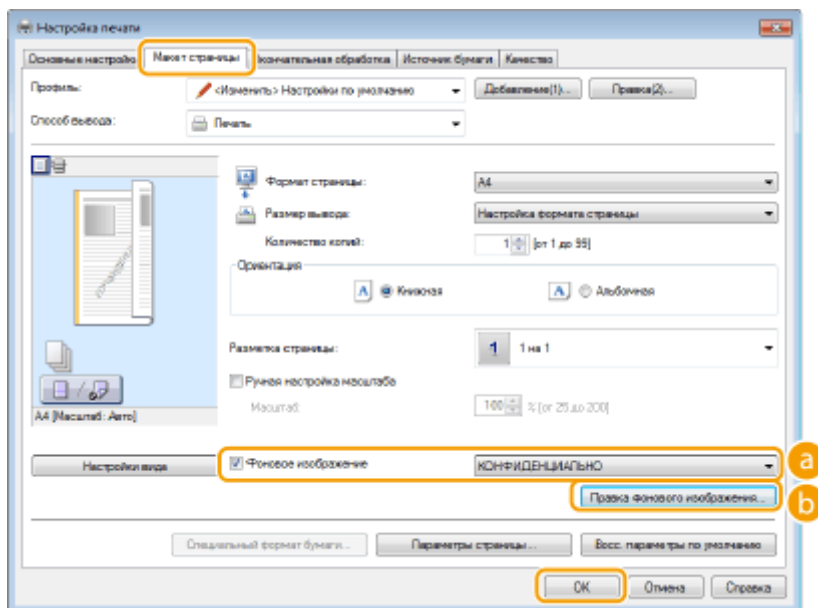 Настройка печати
Основные настройки Макет страницы Окончательная обработка Источник бумаги Качество
Профиль: <Изменить> Настройки по умолчанию Добавление(1)... Правка(2)...
Способ вывода: Печать
Формат страницы: A4
Размер вывода: Настройка формата страницы
Количество копий: 1 [от 1 до 99]
Ориентация
A Книжная A Альбомная
Разметка страницы: 1 1 на 1
Ручная настройка масштаба
Масштаб: 100 % [от 25 до 200]
A4 [Масштаб: Авто]
Настройки вида Фоновое изображение КОНФИДЕНЦИАЛЬНО a
Правка фонового изображения... b
Специальный формат бумаги... Параметры страницы... Восс. параметры по умолчанию
OK Отмена Справка